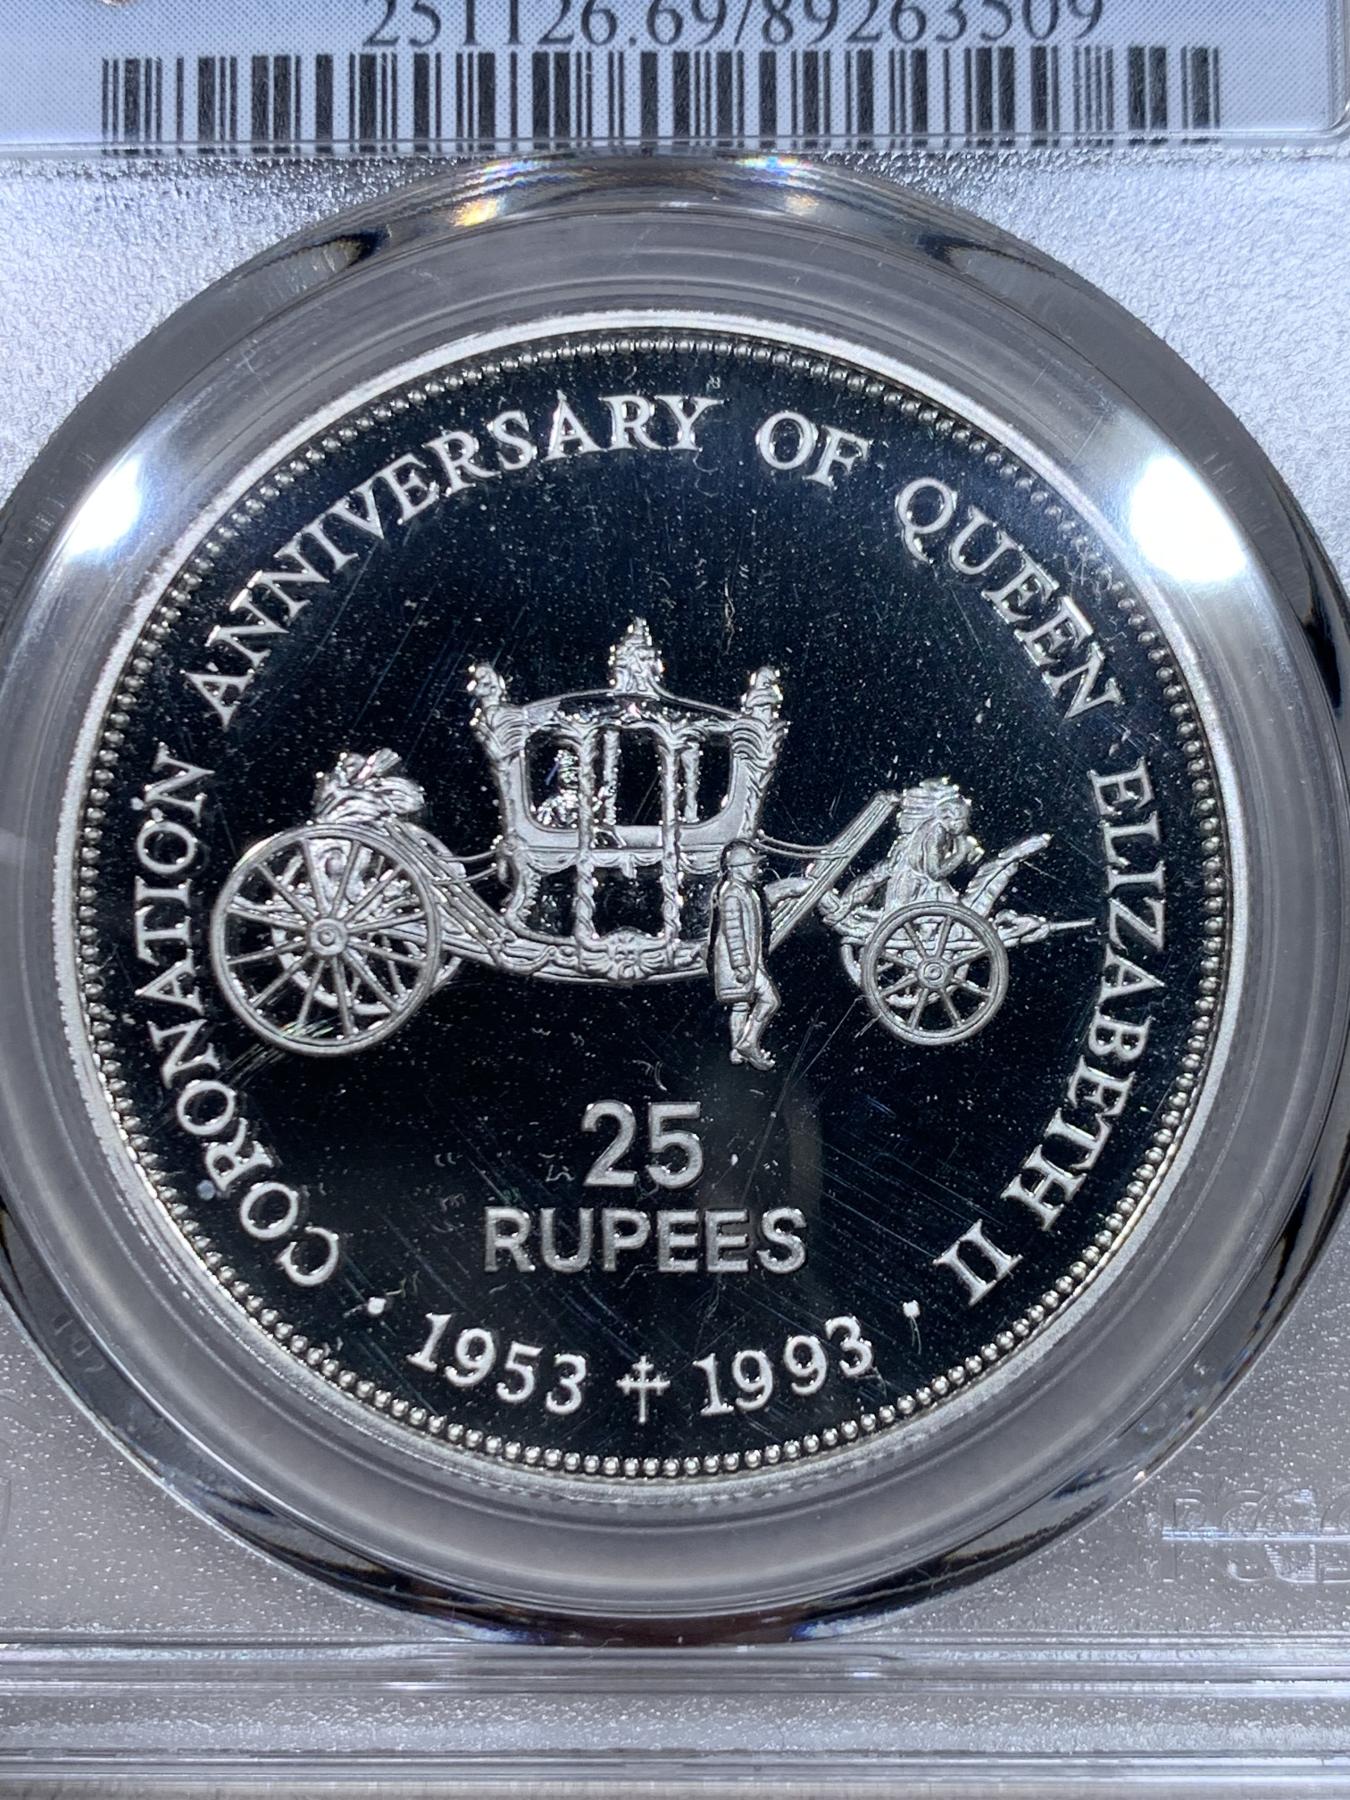 251126.69/89263509
CORONATION ANNIVERSARY OF QUEEN ELIZABETH II
25
RUPEES
· 1953 ‡ 1993 ·